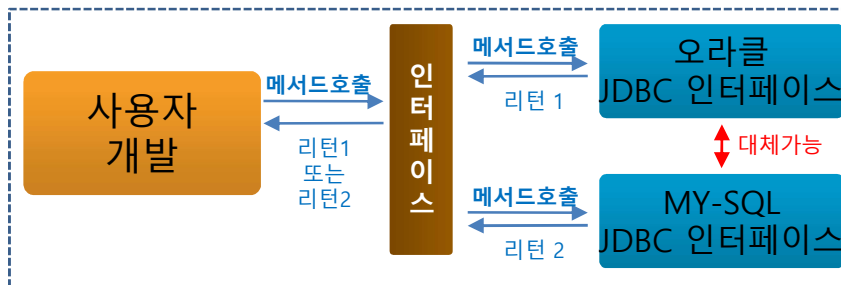 사용자
개발
메서드호출
리턴1
또는
리턴2
인
터
페
이
스
메서드호출
리턴 1
오라클
JDBC 인터페이스
대체가능
메서드호출
리턴 2
MY-SQL
JDBC 인터페이스